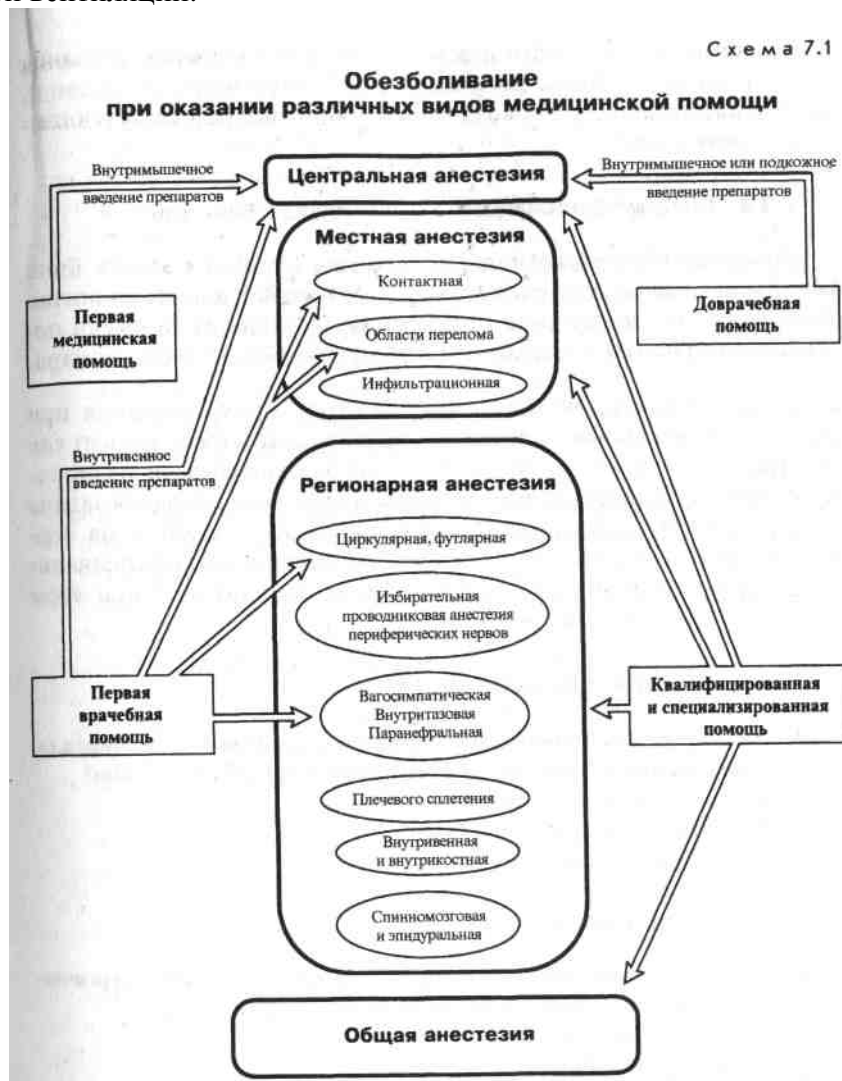 и вентиляции.
Схема 7.1
Обезболивание
при оказании различных видов медицинской помощи
Внутримышечное
введение препаратов
Центральная анестезия
Внутримышечное или подкожное
введение препаратов
Местная анестезия
Контактная
Области перелома
Инфильтрационная
Первая
медицинская
помощь
Доврачебная
помощь
Внутривенное
введение препаратов
Регионарная анестезия
Циркулярная, футлярная
Избирательная
проводниковая анестезия
периферических нервов
Вагосимпатическая
Внутритазовая
Паранефральная
Плечевого сплетения
Внутривенная
и внутрикостная
Спинномозговая
и эпидуральная
Первая
врачебная
помощь
Квалифицированная
и специализированная
помощь
Общая анестезия